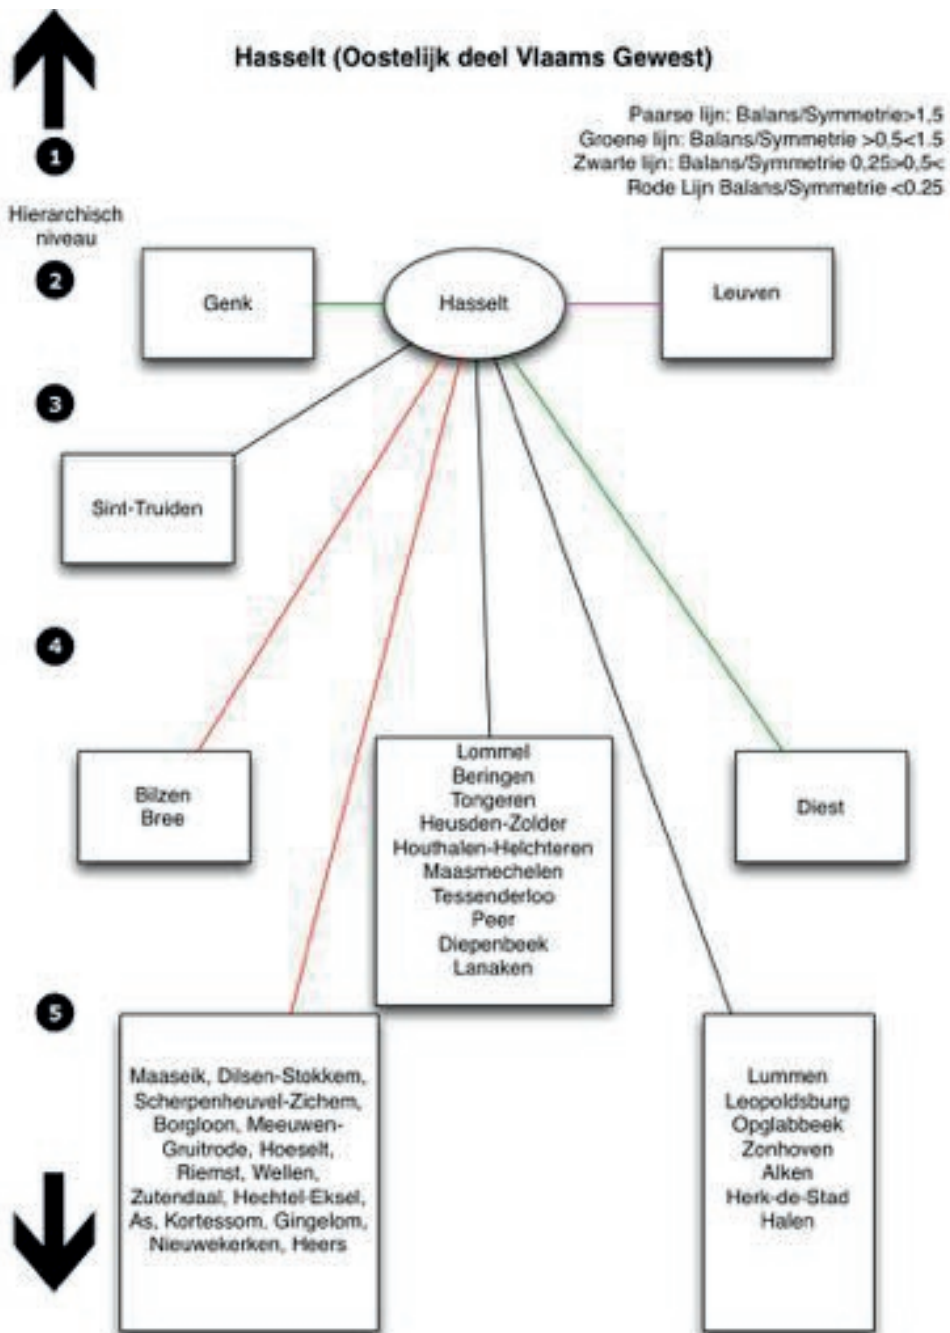 Hasselt (Oostelijk deel Vlaams Gewest)
Paarse lijn: Balans/Symmetrie>1,5
Groene lijn: Balans/Symmetrie >0,5<1.5
Zwarte lijn: Balans/Symmetrie 0,25>0,5<
Rode Lijn Balans/Symmetrie <0.25
1
Hierarchisch
niveau
2
Genk
Hasselt
Leuven
3
Sint-Truiden
4
Bilzen
Bree
Lommel
Beringen
Tongeren
Heusden-Zolder
Houthalen-Helchteren
Maasmechelen
Tessenderloo
Peer
Diepenbeek
Lanaken
Diest
5
Maaseik, Dilsen-Stokkem,
Scherpenheuvel-Zichem,
Borgloon, Meeuwen-
Gruitrode, Hoeselt,
Riemst, Wellen,
Zutendaal, Hechtel-Eksel,
As, Kortessom, Gingelom,
Nieuwekerken, Heers
Lummen
Leopoldsburg
Opglabbeek
Zonhoven
Alken
Herk-de-Stad
Halen